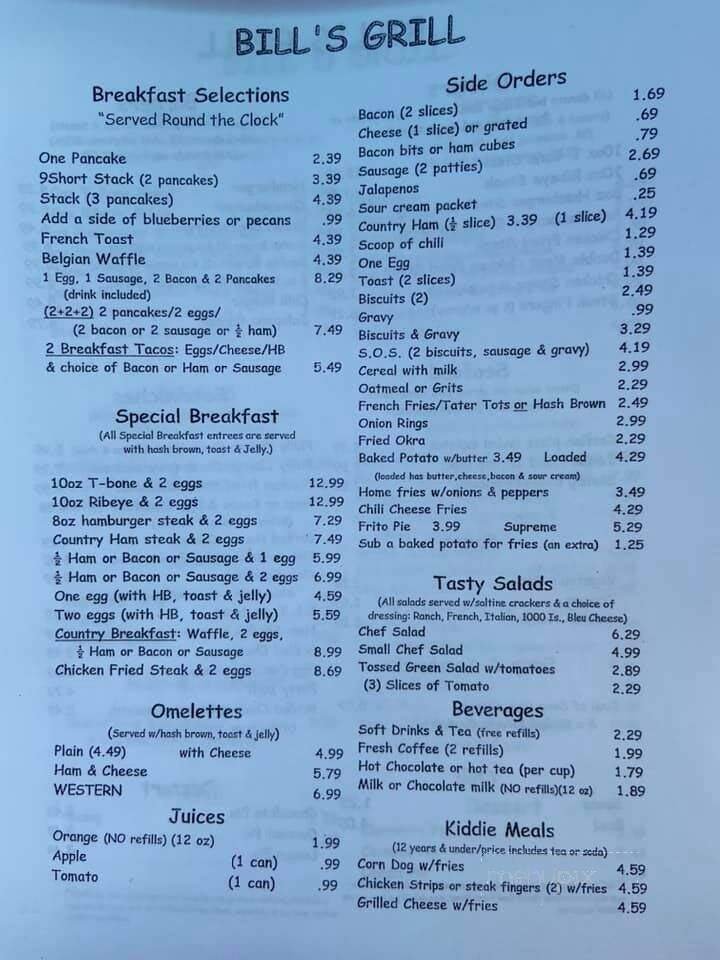 BILL'S GRILL
Breakfast Selections
"Served Round the Clock"
One Pancake 2.39
9Short Stack (2 pancakes) 3.39
Stack (3 pancakes) 4.39
Add a side of blueberries or pecans .99
French Toast 4.39
Belgian Waffle 4.39
1 Egg, 1 Sausage, 2 Bacon & 2 Pancakes 8.29
(drink included)
(2+2+2) 2 pancakes/2 eggs/
(2 bacon or 2 sausage or ½ ham) 7.49
2 Breakfast Tacos: Eggs/Cheese/HB
& choice of Bacon or Ham or Sausage 5.49
Special Breakfast
(All Special Breakfast entrees are served
with hash brown, toast & Jelly.)
10oz T-bone & 2 eggs 12.99
10oz Ribeye & 2 eggs 12.99
8oz hamburger steak & 2 eggs 7.29
Country Ham steak & 2 eggs 7.49
½ Ham or Bacon or Sausage & 1 egg 5.99
½ Ham or Bacon or Sausage & 2 eggs 6.99
One egg (with HB, toast & jelly) 4.59
Two eggs (with HB, toast & jelly) 5.59
Country Breakfast: Waffle, 2 eggs,
½ Ham or Bacon or Sausage 8.99
Chicken Fried Steak & 2 eggs 8.69
Omelettes
(Served w/hash brown, toast & jelly)
Plain (4.49) with Cheese 4.99
Ham & Cheese 5.79
WESTERN 6.99
Juices
Orange (NO refills) (12 oz) 1.99
Apple (1 can) .99
Tomato (1 can) .99
Side Orders
Bacon (2 slices) 1.69
Cheese (1 slice) or grated .69
Bacon bits or ham cubes .79
Sausage (2 patties) 2.69
Jalapenos .69
Sour cream packet .25
Country Ham (½ slice) 3.39 (1 slice) 4.19
Scoop of chili 1.29
One Egg 1.39
Toast (2 slices) 1.39
Biscuits (2) 2.49
Gravy .99
Biscuits & Gravy 3.29
S.O.S. (2 biscuits, sausage & gravy) 4.19
Cereal with milk 2.99
Oatmeal or Grits 2.29
French Fries/Tater Tots or Hash Brown 2.49
Onion Rings 2.99
Fried Okra 2.29
Baked Potato w/butter 3.49 Loaded 4.29
(loaded has butter,cheese,bacon & sour cream)
Home fries w/onions & peppers 3.49
Chili Cheese Fries 4.29
Frito Pie 3.99 Supreme 5.29
Sub a baked potato for fries (an extra) 1.25
Tasty Salads
(All salads served w/saltine crackers & a choice of
dressing: Ranch, French, Italian, 1000 Is., Bleu Cheese)
Chef Salad 6.29
Small Chef Salad 4.99
Tossed Green Salad w/tomatoes 2.89
(3) Slices of Tomato 2.29
Beverages
Soft Drinks & Tea (free refills) 2.29
Fresh Coffee (2 refills) 1.99
Hot Chocolate or hot tea (per cup) 1.79
Milk or Chocolate milk (NO refills)(12 oz) 1.89
Kiddie Meals
(12 years & under/price includes tea or soda)
Corn Dog w/fries 4.59
Chicken Strips or steak fingers (2) w/fries 4.59
Grilled Cheese w/fries 4.59
menupix